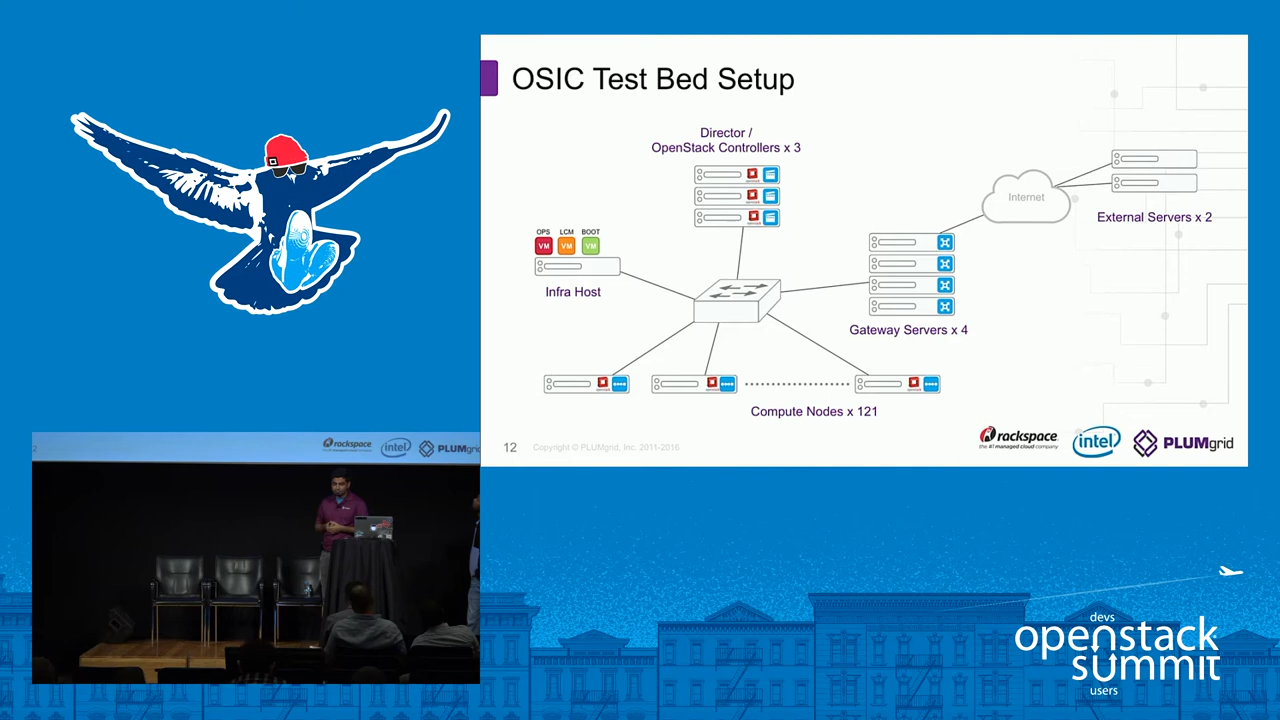 OSIC Test Bed Setup
Director /
OpenStack Controllers x 3
OPS LCM BOOT
VM VM VM
Infra Host
Internet
External Servers x 2
Gateway Servers x 4
Compute Nodes x 121
12 Copyright © PLUMgrid, Inc. 2011-2016
rackspace.
the #1 managed cloud company
intel
PLUMgrid
2
rackspace.
intel
PLUMgrid
devs
openstack
summit
users